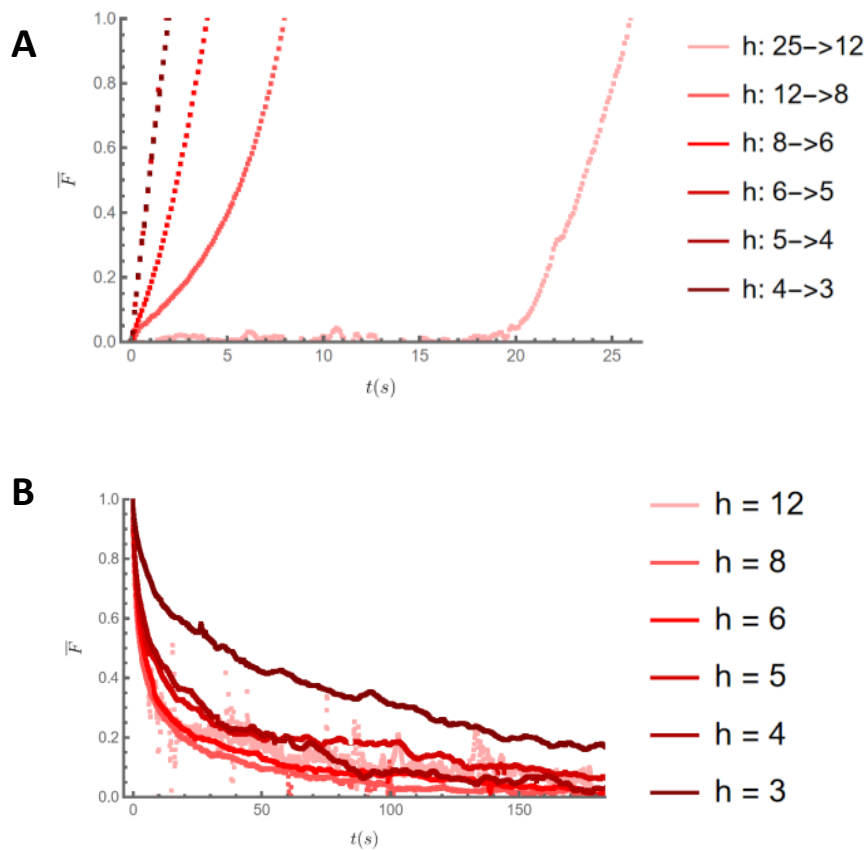 A
1.0
0.8
0.6
0.4
0.2
0.0
F
0 5 10 15 20 25
t(s)
h: 25->12
h: 12->8
h: 8->6
h: 6->5
h: 5->4
h: 4->3
B
1.0
0.8
0.6
0.4
0.2
0.0
F
0 50 100 150
t(s)
h = 12
h = 8
h = 6
h = 5
h = 4
h = 3